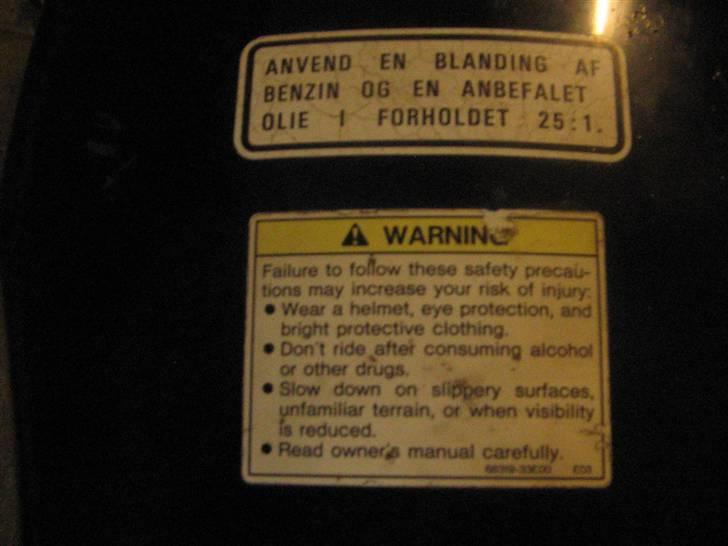 ANVEND EN BLANDING AF
BENZIN OG EN ANBEFALET
OLIE I FORHOLDET 25:1.
WARNING
Failure to follow these safety precau-
tions may increase your risk of injury:
● Wear a helmet, eye protection, and
bright protective clothing.
● Don't ride after consuming alcohol
or other drugs.
● Slow down on slippery surfaces,
unfamiliar terrain, or when visibility
is reduced.
● Read owner's manual carefully.
68319-33E00 E03